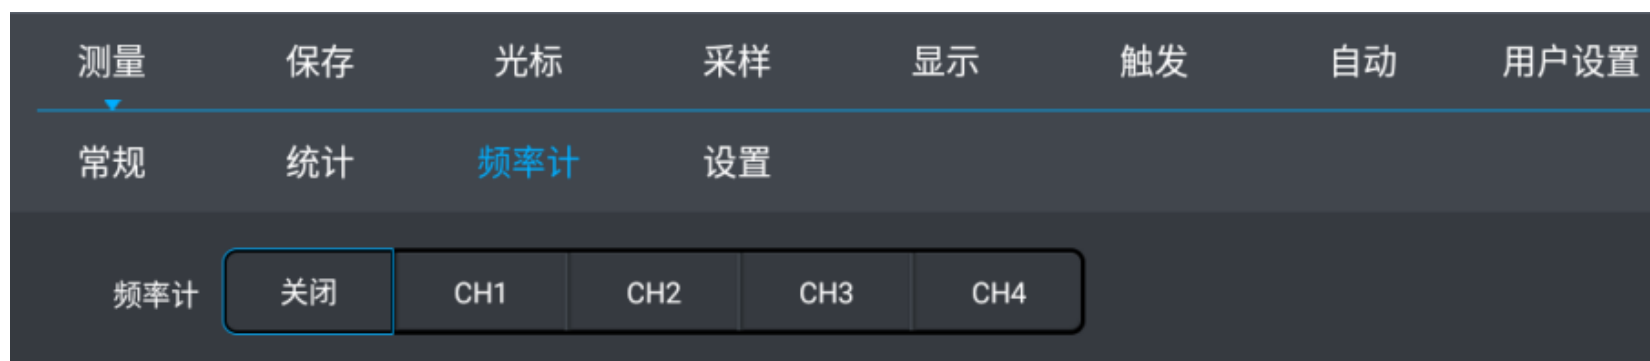 测量 保存 光标 采样 显示 触发 自动 用户设置
常规 统计 频率计 设置
频率计 关闭 CH1 CH2 CH3 CH4